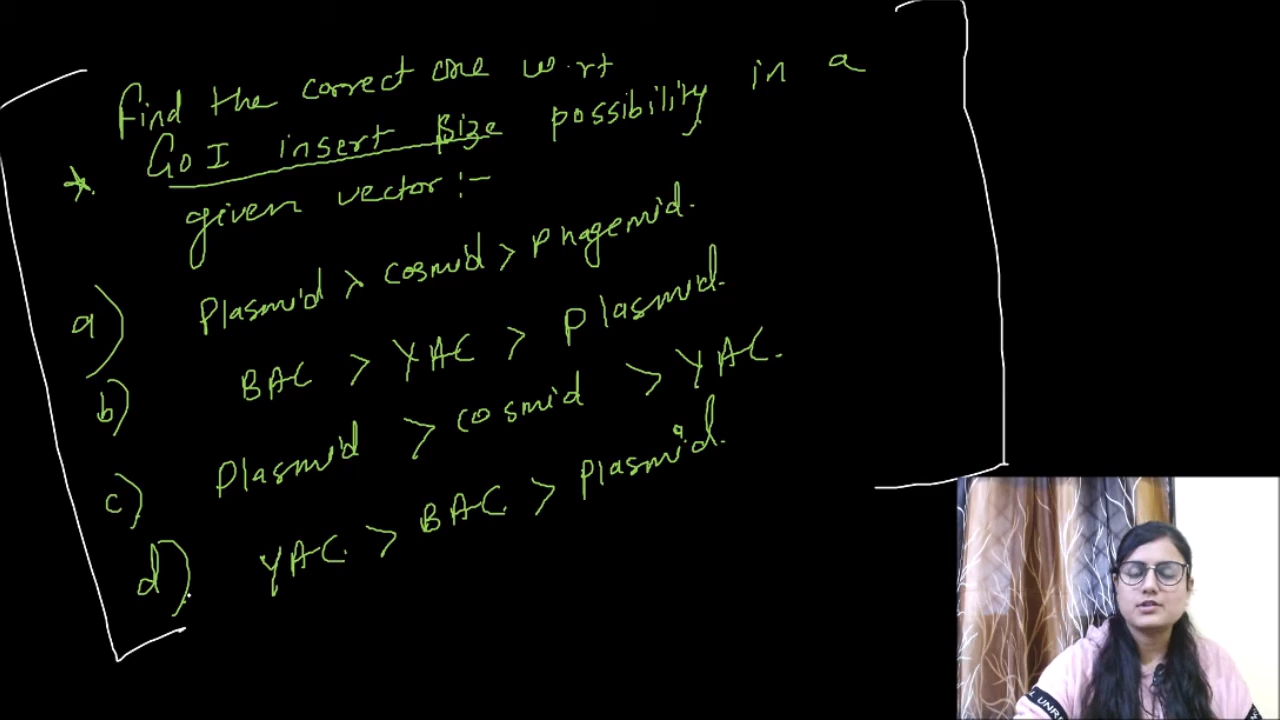 Find the correct one w.rt
* GOI insert size possibility in a
given vector :-
a) Plasmid > cosmid > Phagemid.
b) BAC > YAC > Plasmid.
c) Plasmid > cosmid > YAC.
d) YAC > BAC > Plasmid.